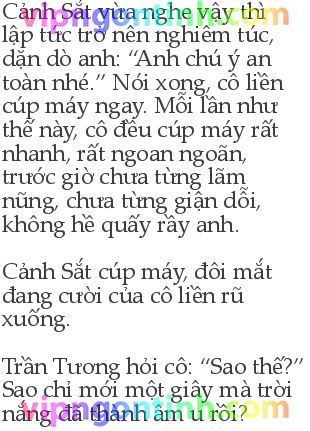 Cảnh Sắt vừa nghe vậy thì
lập tức trở nên nghiêm túc,
dặn dò anh: “Anh chú ý an
toàn nhé.” Nói xong, cô liền
cúp máy ngay. Mỗi lần như
thế này, cô đều cúp máy rất
nhanh, rất ngoan ngoãn,
trước giờ chưa từng lãm
nũng, chưa từng giận dỗi,
không hề quấy rầy anh.
Cảnh Sắt cúp máy, đôi mắt
đang cười của cô liền rũ
xuống.
Trần Tương hỏi cô: “Sao thế?”
Sao chỉ mới một giây mà trời
nắng đã thành âm u rồi?
vipngontinh.com
vipngontinh.com